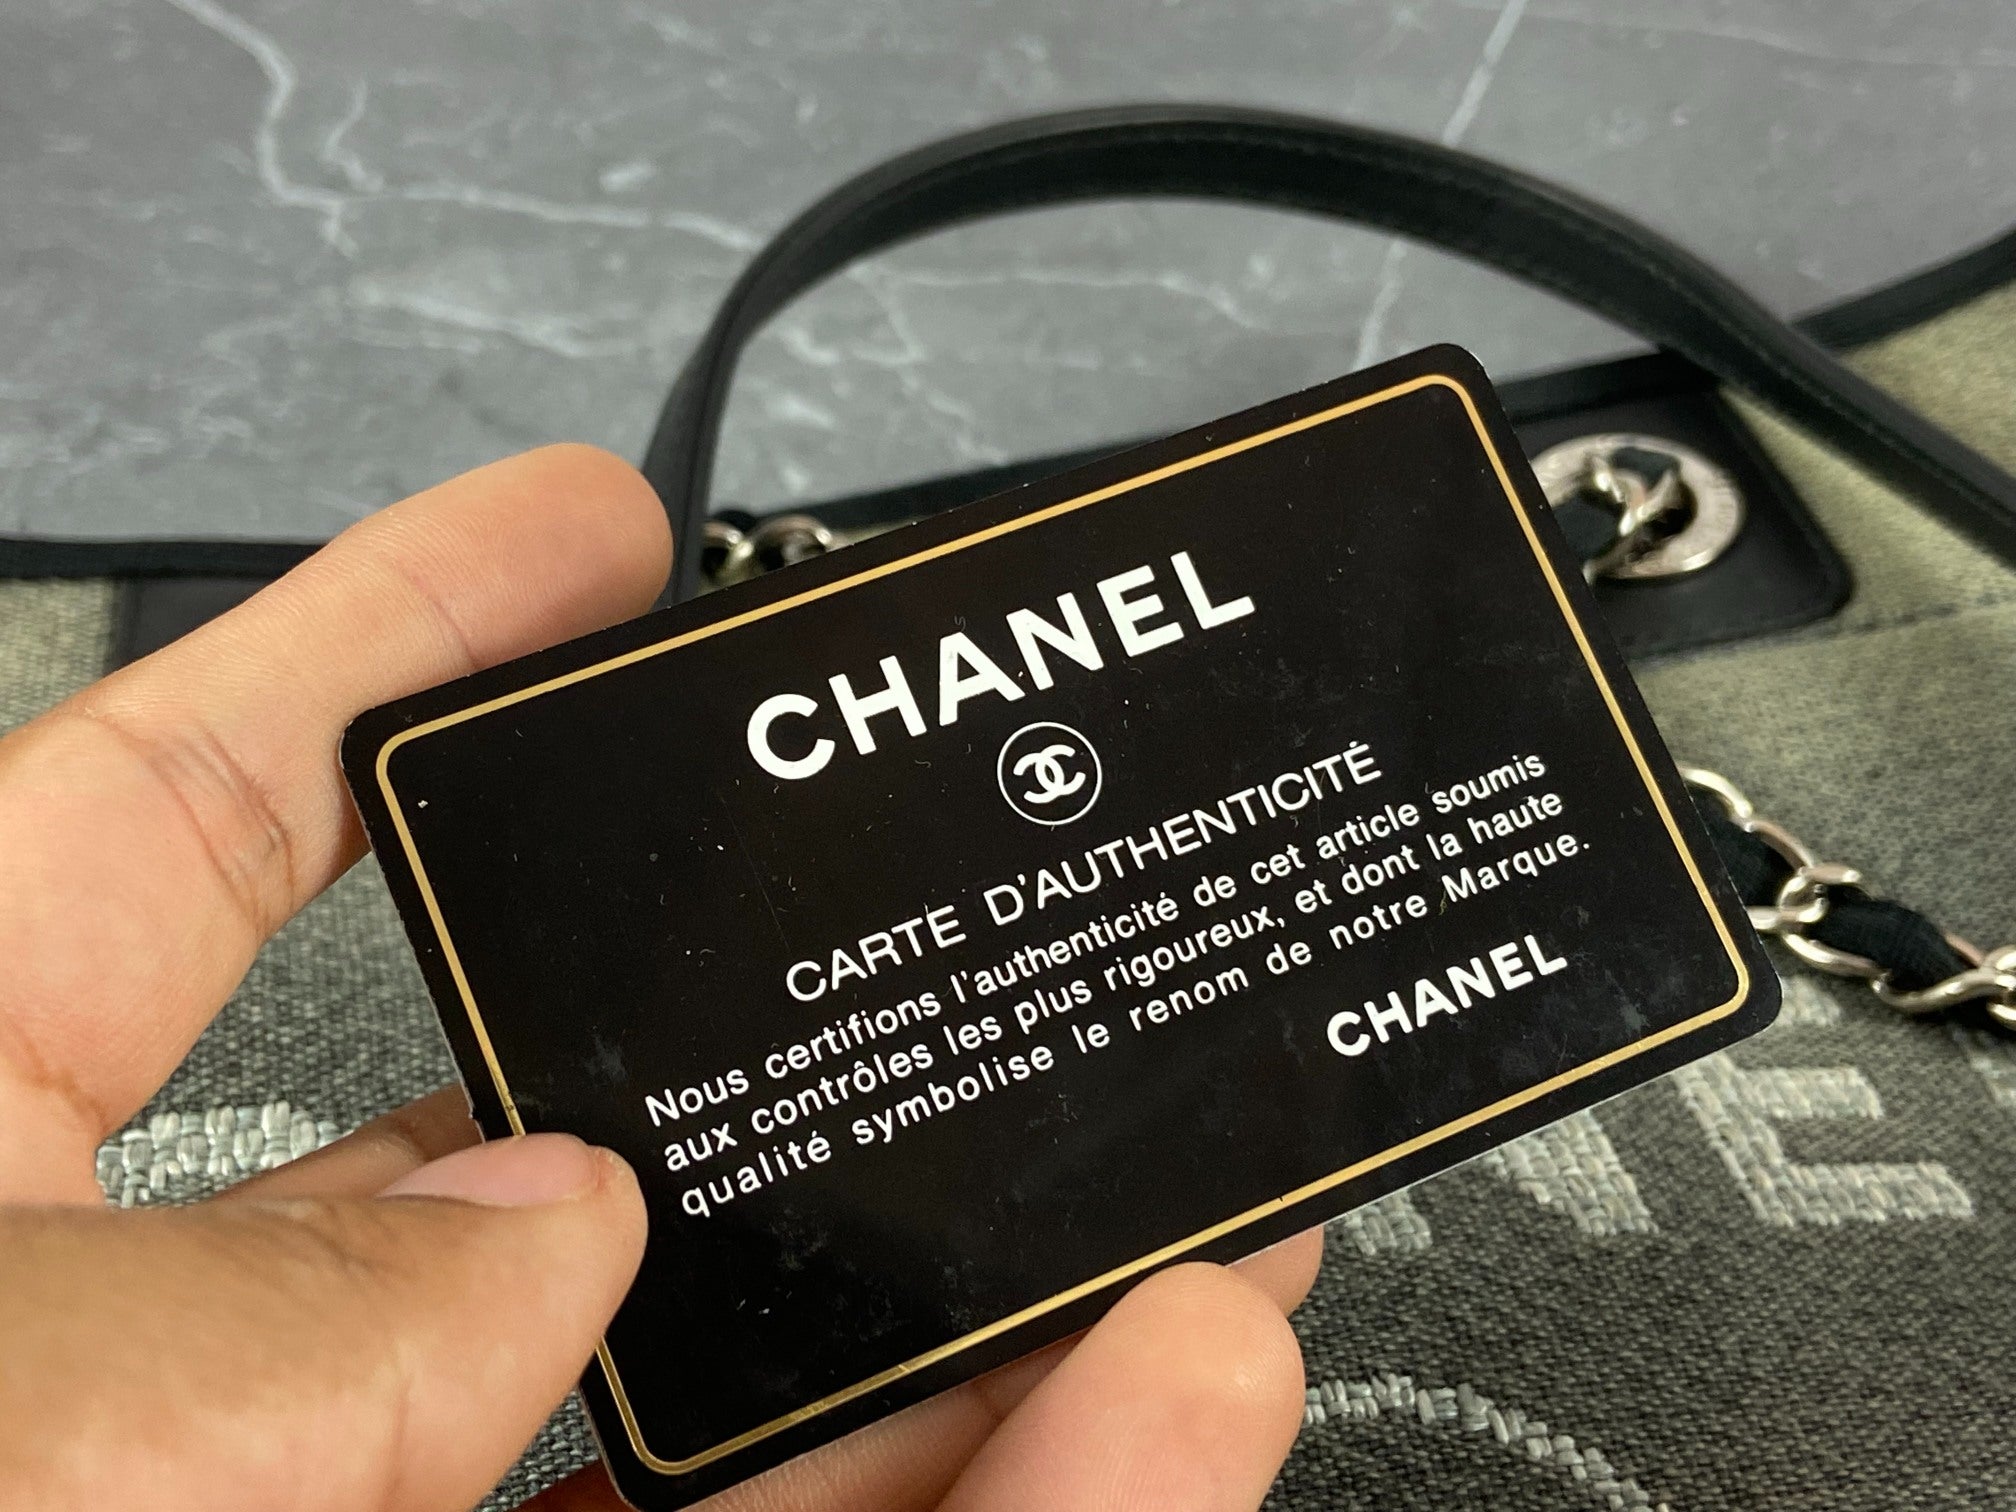 CHANEL
CARTE D'AUTHENTICITÉ
Nous certifions l'authenticité de cet article soumis
aux contrôles les plus rigoureux, et dont la haute
qualité symbolise le renom de notre Marque.
CHANEL